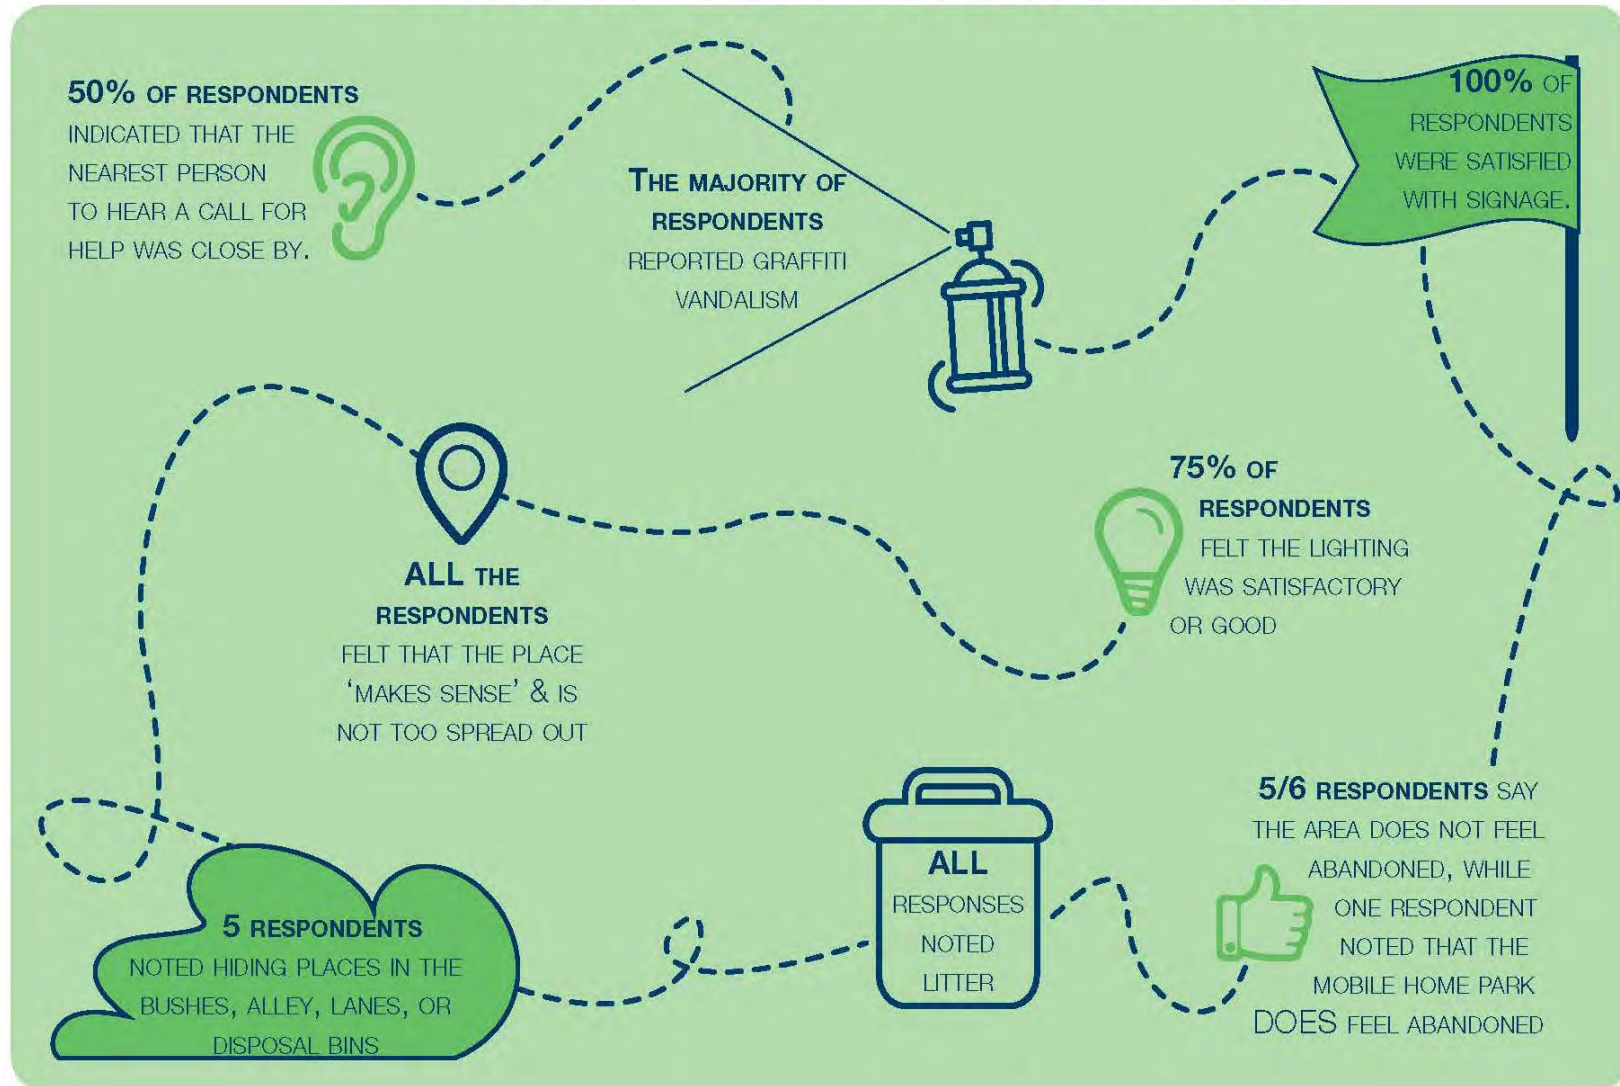 50% OF RESPONDENTS
INDICATED THAT THE
NEAREST PERSON
TO HEAR A CALL FOR
HELP WAS CLOSE BY.
THE MAJORITY OF
RESPONDENTS
REPORTED GRAFFITI
VANDALISM
100% OF
RESPONDENTS
WERE SATISFIED
WITH SIGNAGE.
75% OF
RESPONDENTS
FELT THE LIGHTING
WAS SATISFACTORY
OR GOOD
ALL THE
RESPONDENTS
FELT THAT THE PLACE
'MAKES SENSE' & IS
NOT TOO SPREAD OUT
5 RESPONDENTS
NOTED HIDING PLACES IN THE
BUSHES, ALLEY, LANES, OR
DISPOSAL BINS
ALL
RESPONSES
NOTED
LITTER
5/6 RESPONDENTS SAY
THE AREA DOES NOT FEEL
ABANDONED, WHILE
ONE RESPONDENT
NOTED THAT THE
MOBILE HOME PARK
DOES FEEL ABANDONED